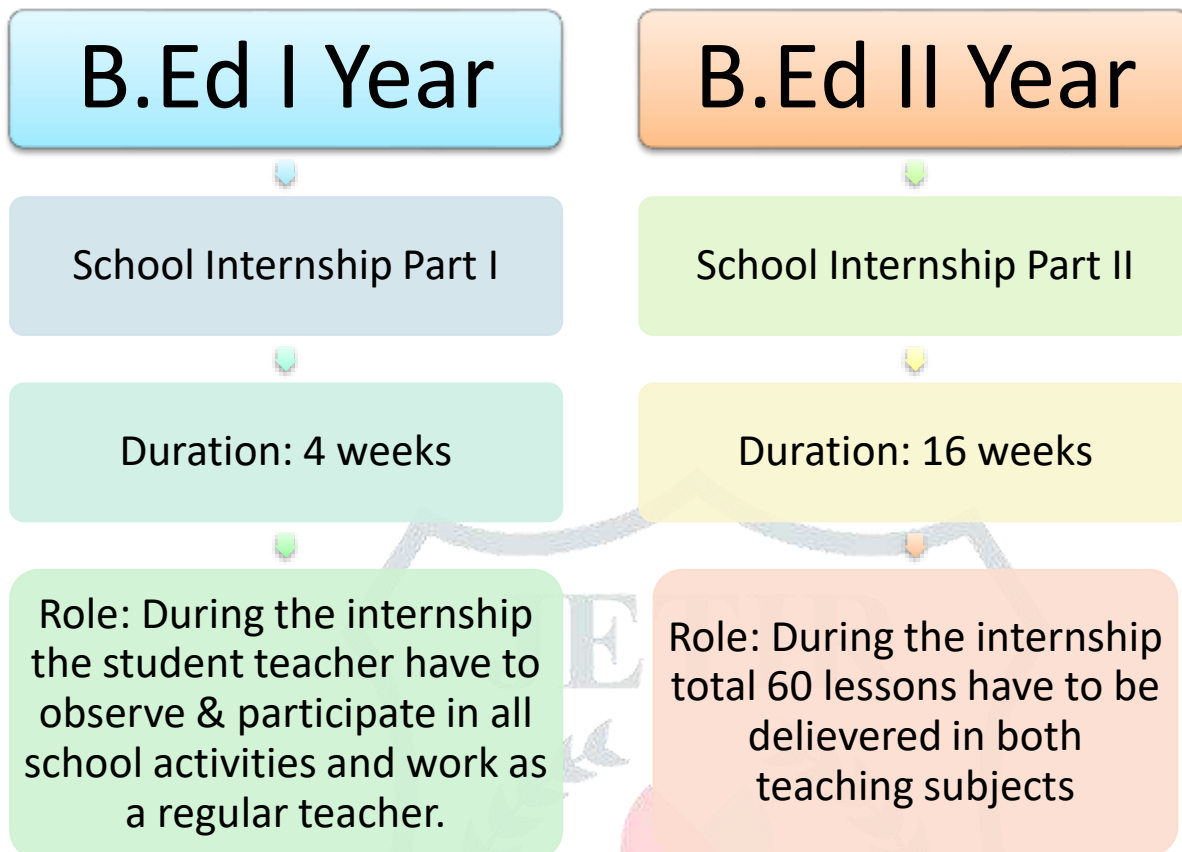 B.Ed I Year
School Internship Part I
Duration: 4 weeks
Role: During the internship
the student teacher have to
observe & participate in all
school activities and work as
a regular teacher.
B.Ed II Year
School Internship Part II
Duration: 16 weeks
Role: During the internship
total 60 lessons have to be
delievered in both
teaching subjects